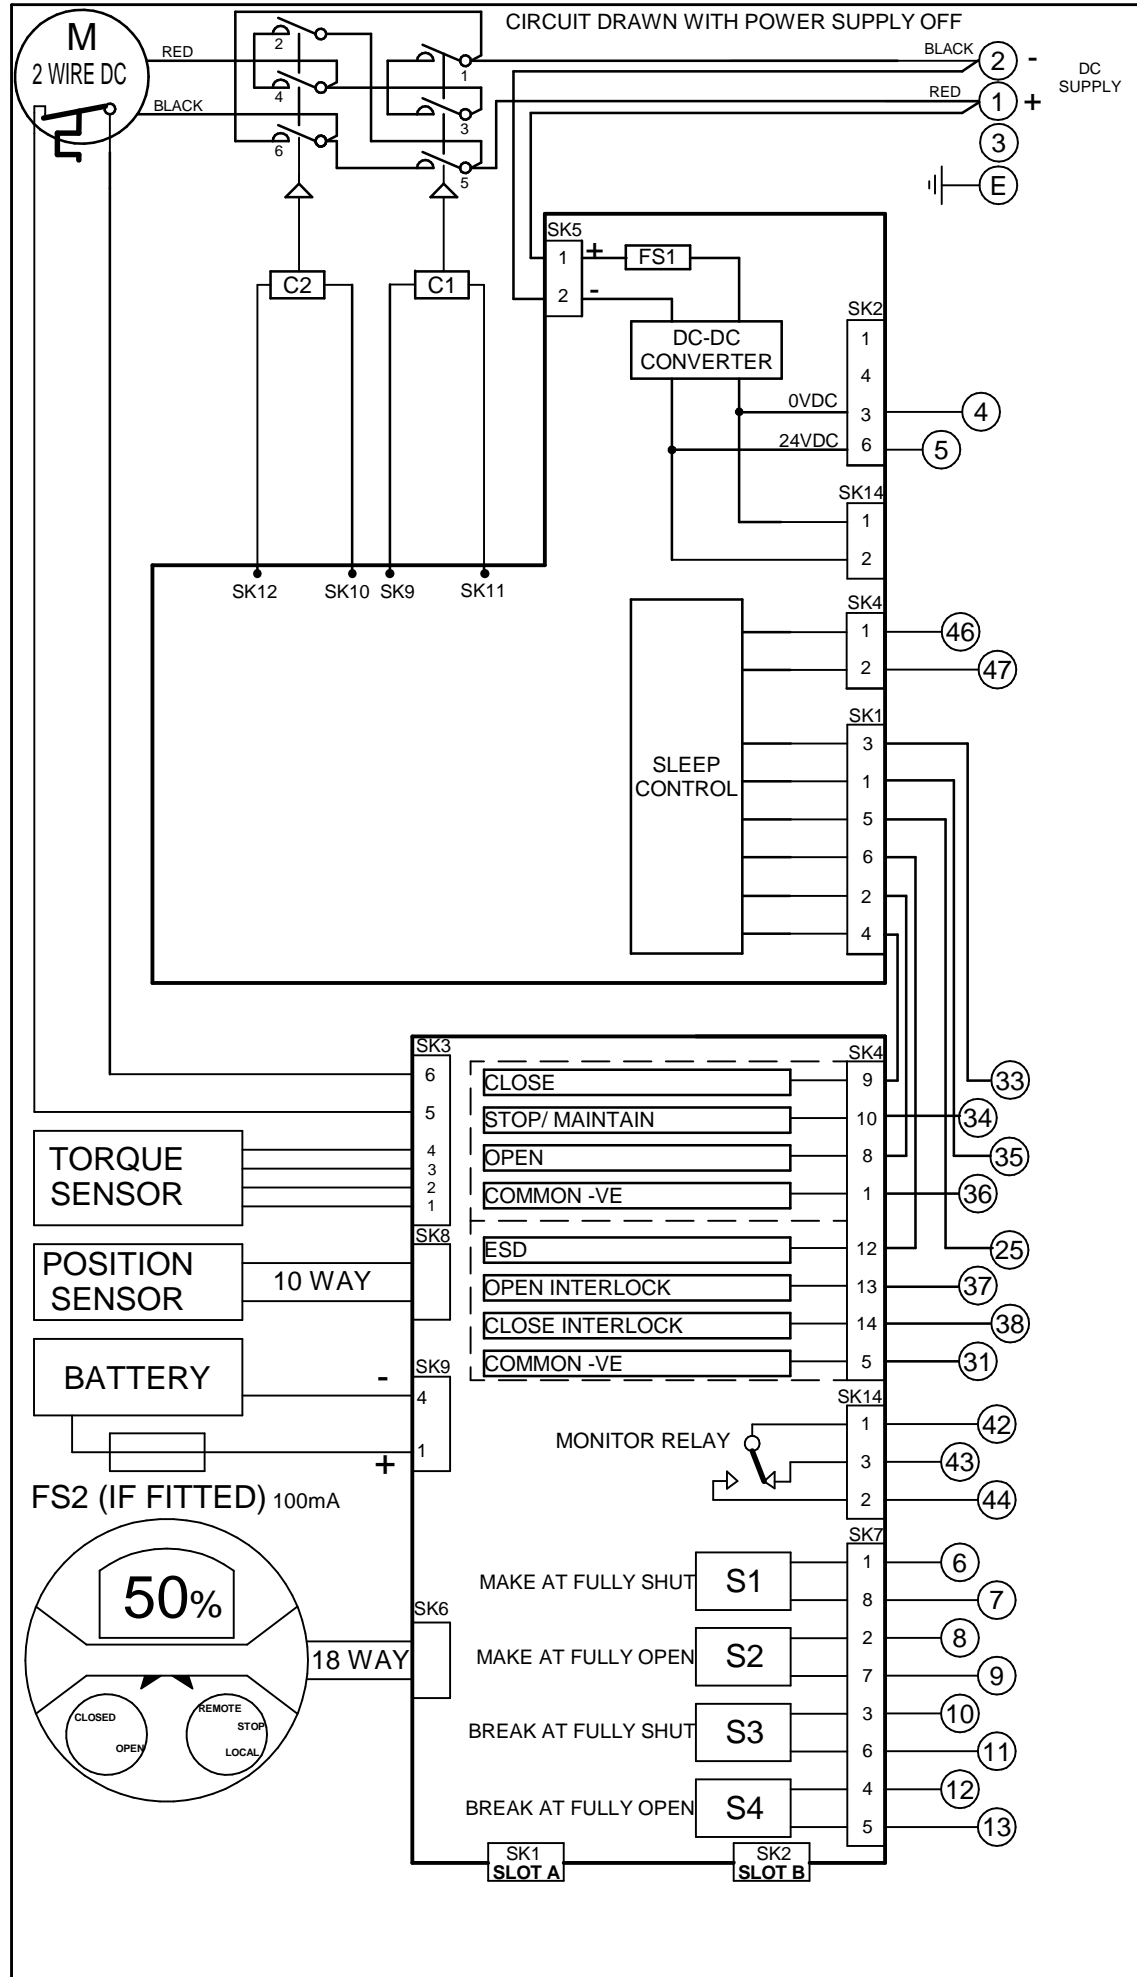 CIRCUIT DRAWN WITH POWER SUPPLY OFF
M
2 WIRE DC
RED
BLACK
2
4
6
1
3
5
BLACK
2 -
RED
1 +
DC
SUPPLY
3
E
C2
C1
SK12
SK10
SK9
SK11
SK5
1 +
2 -
FS1
DC-DC
CONVERTER
0VDC
24VDC
SK2
1
4
3
6
4
5
SK14
1
2
SLEEP
CONTROL
SK4
1
2
46
47
SK1
3
1
5
6
2
4
SK3
6
5
4
3
2
1
TORQUE
SENSOR
POSITION
SENSOR
10 WAY
SK8
BATTERY
-
+
SK9
4
1
FS2 (IF FITTED) 100mA
50%
CLOSED
OPEN
REMOTE
STOP
LOCAL
18 WAY
SK6
SK4
CLOSE 9 33
STOP/ MAINTAIN 10 34
OPEN 8 35
COMMON -VE 1 36
ESD 12 25
OPEN INTERLOCK 13 37
CLOSE INTERLOCK 14 38
COMMON -VE 5 31
SK14
MONITOR RELAY
1 42
3 43
2 44
SK7
MAKE AT FULLY SHUT S1
1 6
8 7
MAKE AT FULLY OPEN S2
2 8
7 9
BREAK AT FULLY SHUT S3
3 10
6 11
BREAK AT FULLY OPEN S4
4 12
5 13
SK1
SLOT A
SK2
SLOT B